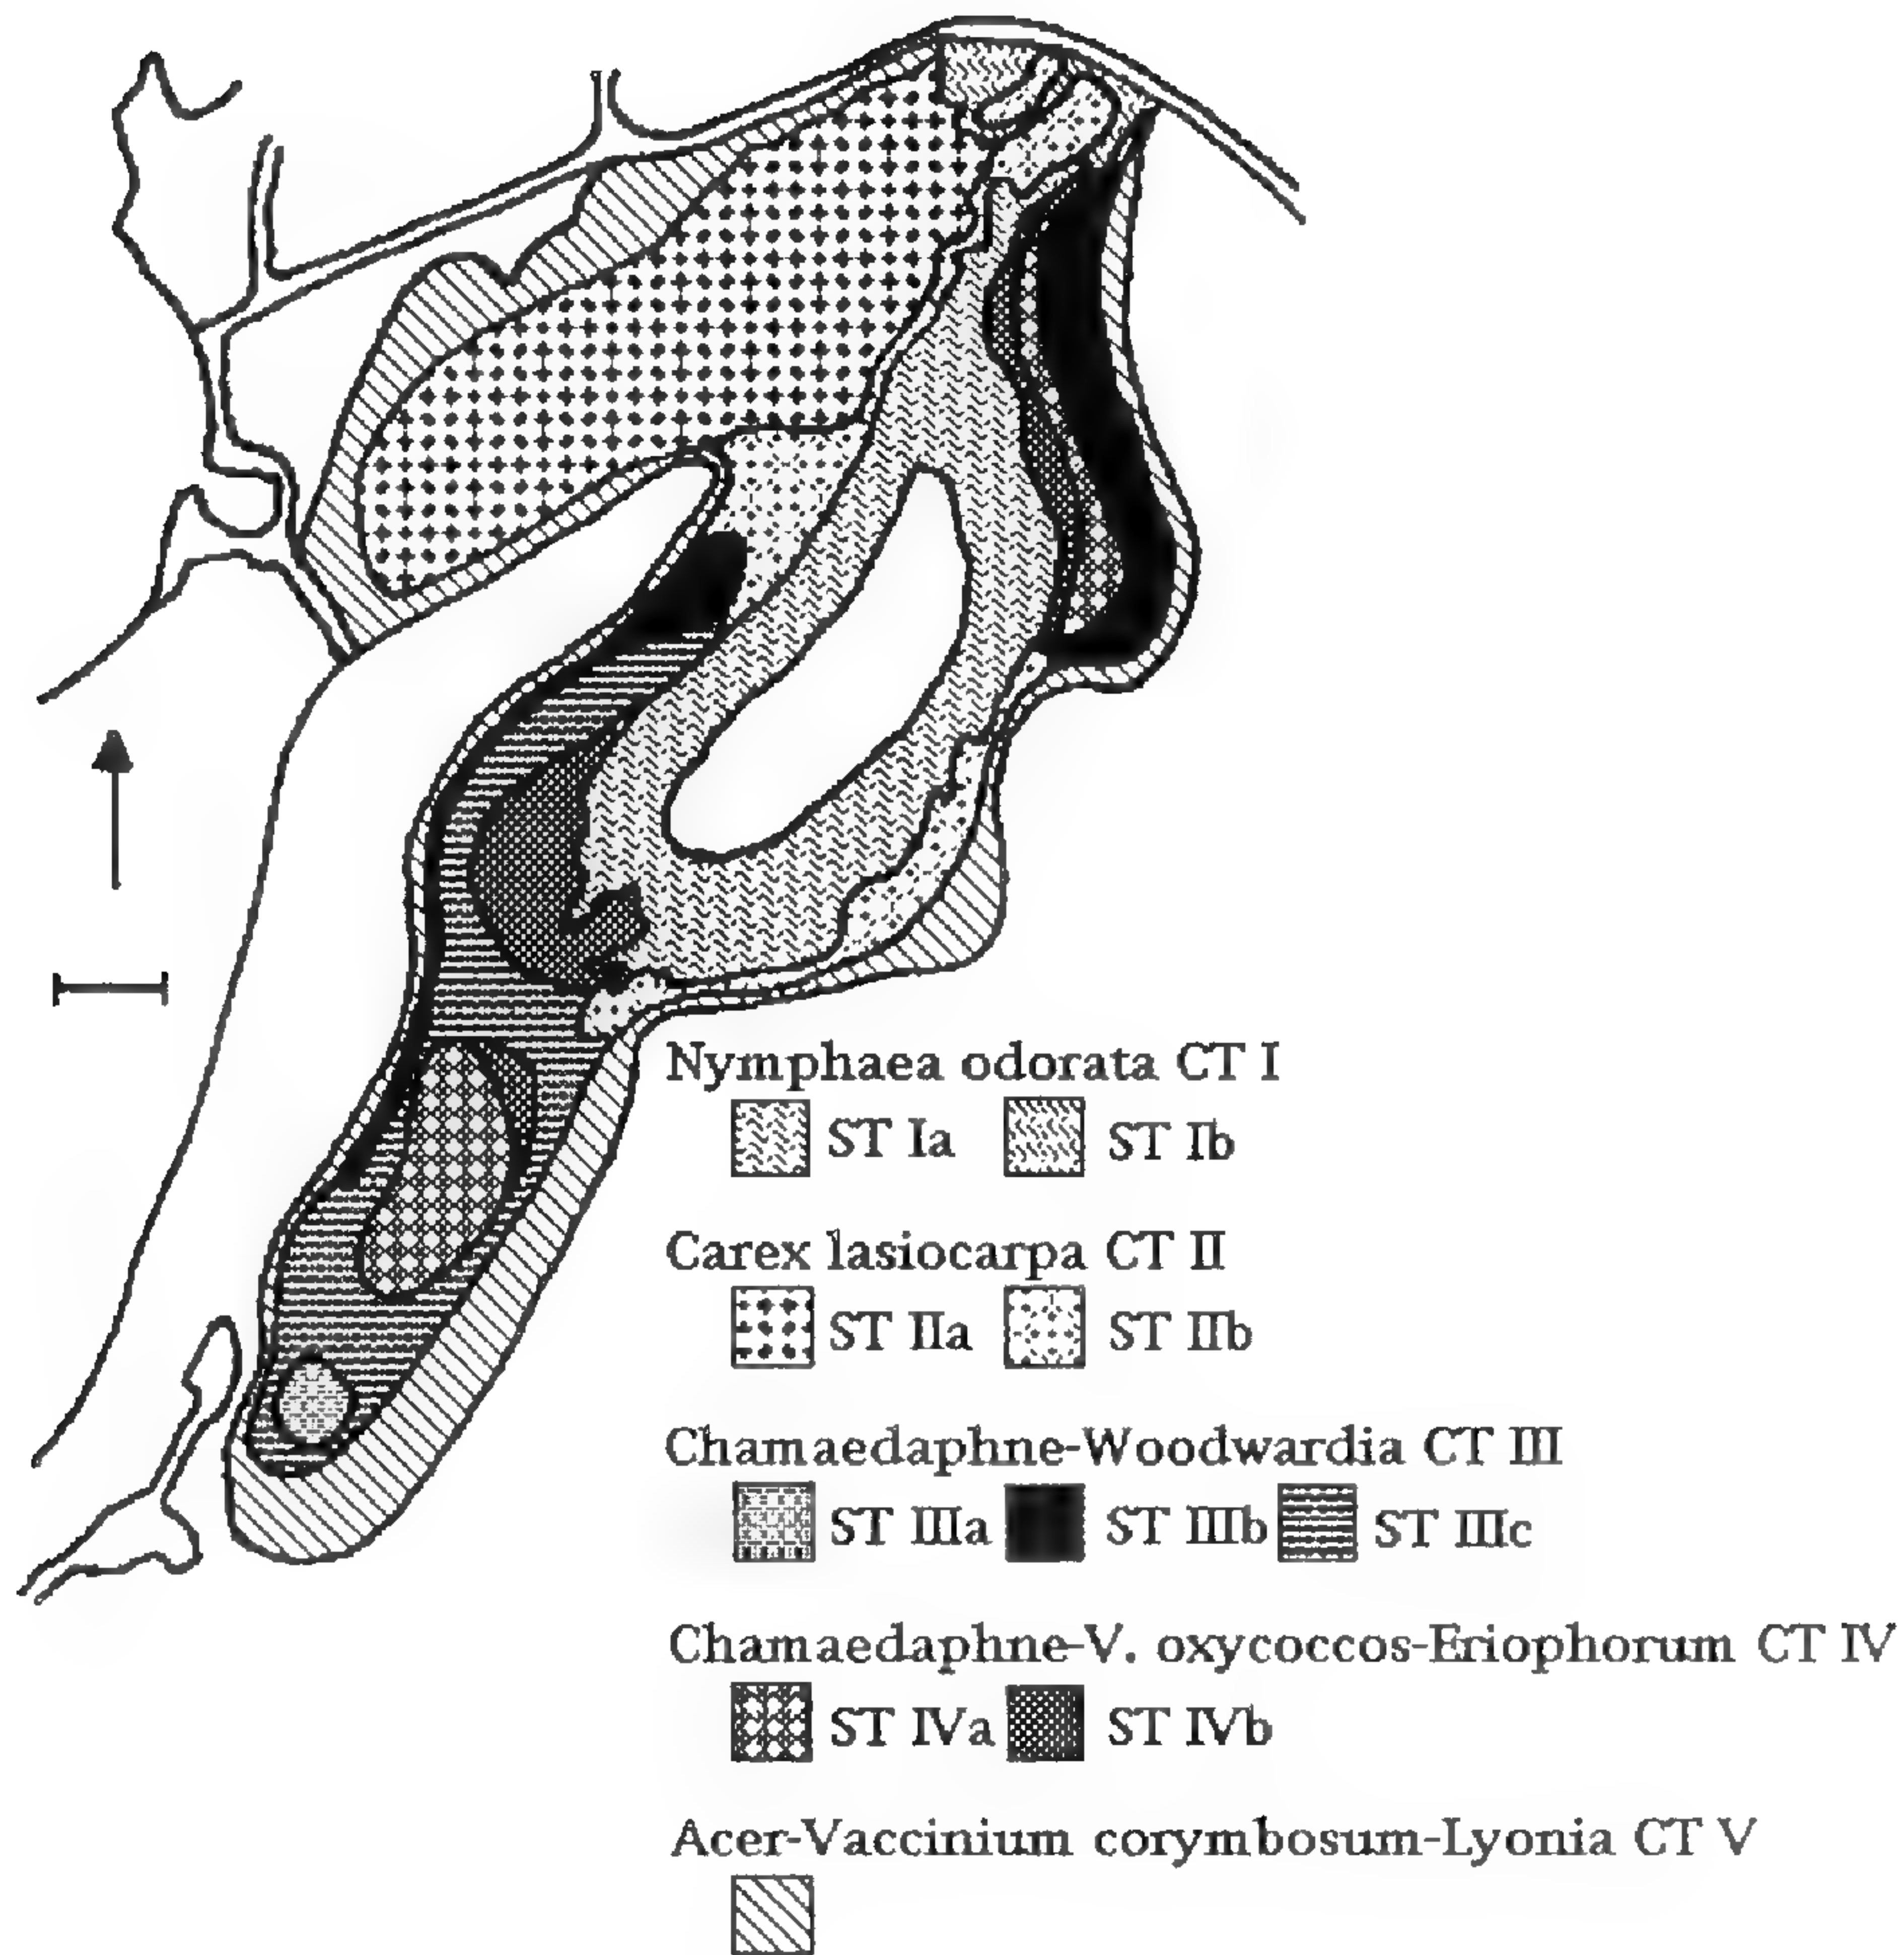 Nymphaea odorata CT I
ST Ia ST Ib
Carex lasiocarpa CT II
ST IIa ST IIb
Chamaedaphne-Woodwardia CT III
ST IIIa ST IIIb ST IIIc
Chamaedaphne-V. oxycoccos-Eriophorum CT IV
ST IVa ST IVb
Acer-Vaccinium corymbosum-Lyonia CT V